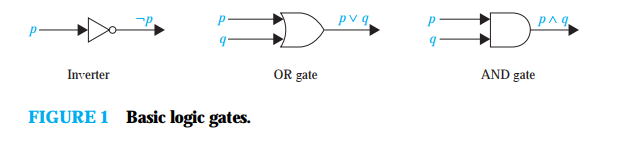 p ¬p
p q p ∨ q
p q p ∧ q
Inverter OR gate AND gate
FIGURE 1 Basic logic gates.